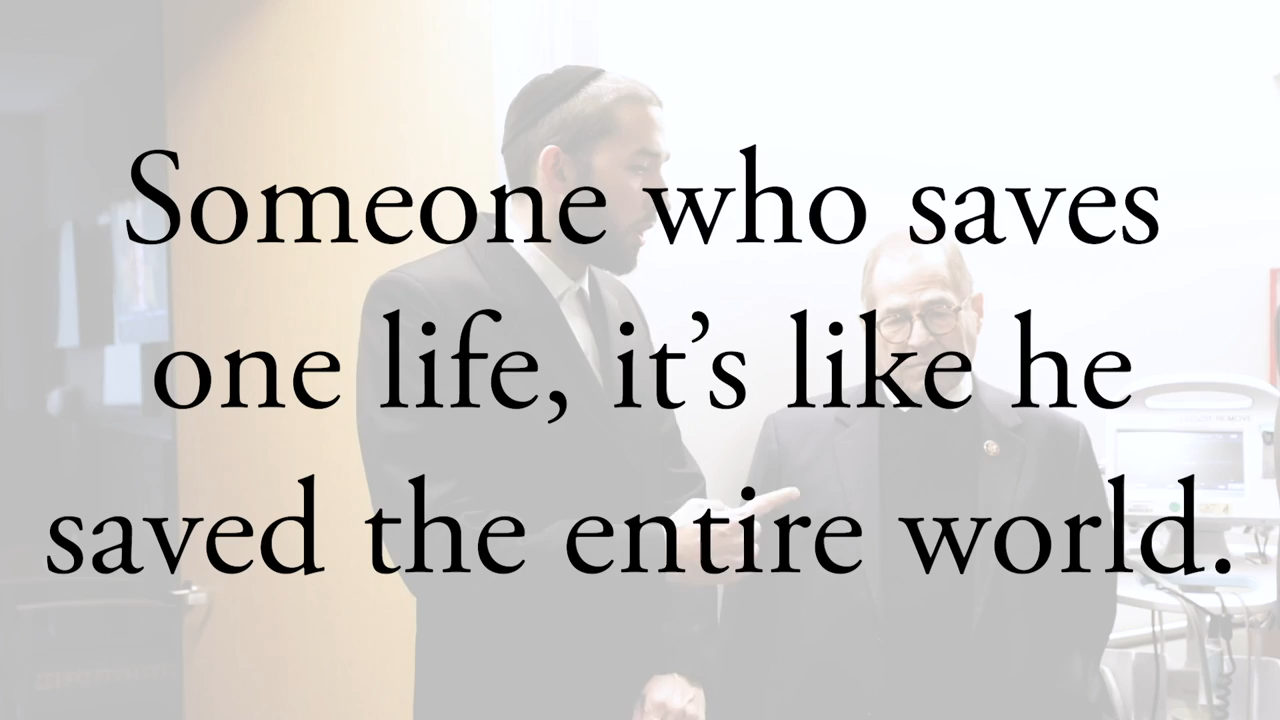 Someone who saves
one life, it’s like he
saved the entire world.